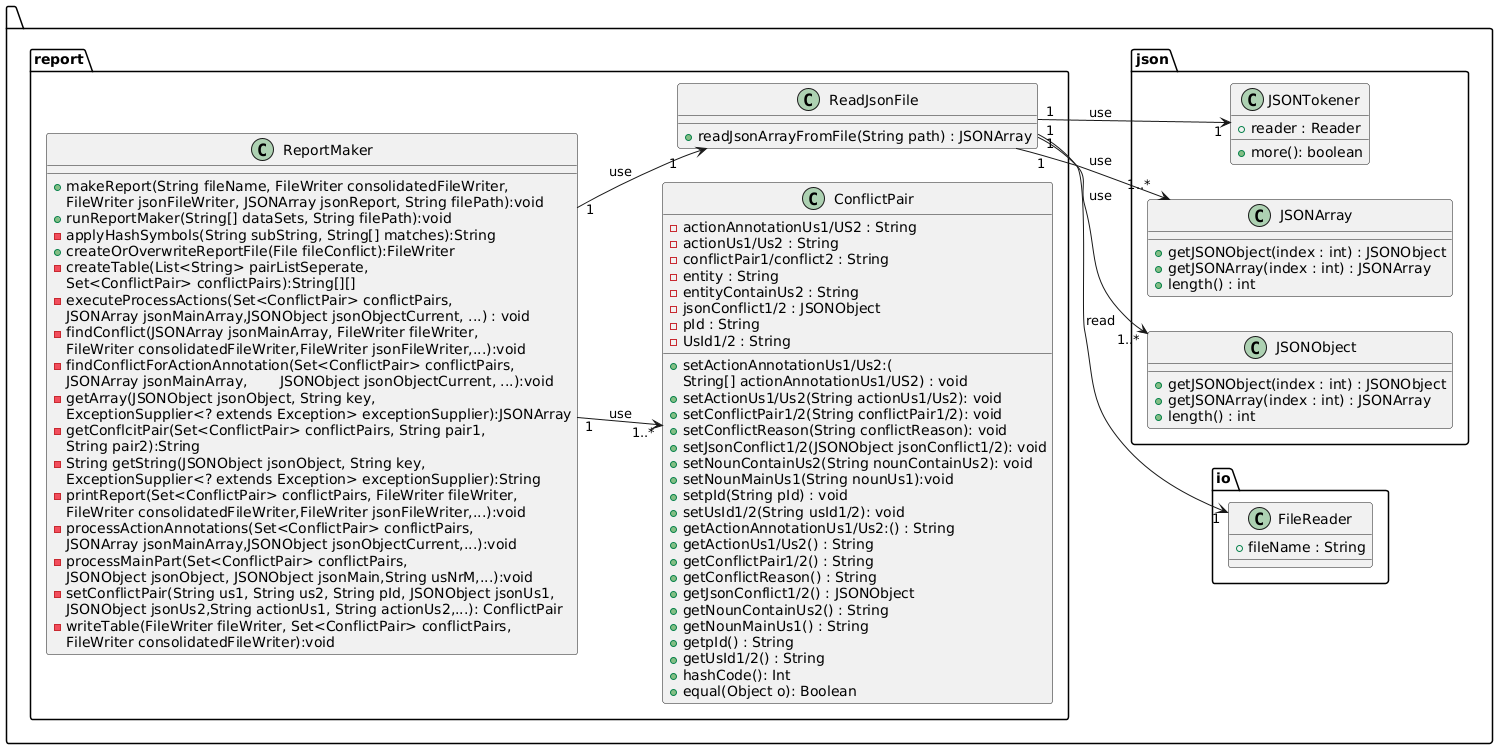 report
ReportMaker
makeReport(String fileName, FileWriter consolidatedFileWriter,
FileWriter jsonFileWriter, JSONArray jsonReport, String filePath):void
runReportMaker(String[] dataSets, String filePath):void
applyHashSymbols(String subString, String[] matches):String
createOrOverwriteReportFile(File fileConflict):FileWriter
createTable(List<String> pairListSeperate,
Set<ConflictPair> conflictPairs):String[][]
executeProcessActions(Set<ConflictPair> conflictPairs,
JSONArray jsonMainArray,JSONObject jsonObjectCurrent, ...) : void
findConflict(JSONArray jsonMainArray, FileWriter fileWriter,
FileWriter consolidatedFileWriter,FileWriter jsonFileWriter,...):void
findConflictForActionAnnotation(Set<ConflictPair> conflictPairs,
JSONArray jsonMainArray, JSONObject jsonObjectCurrent, ...):void
getArray(JSONObject jsonObject, String key,
ExceptionSupplier<? extends Exception> exceptionSupplier):JSONArray
getConflcitPair(Set<ConflictPair> conflictPairs, String pair1,
String pair2):String
String getString(JSONObject jsonObject, String key,
ExceptionSupplier<? extends Exception> exceptionSupplier):String
printReport(Set<ConflictPair> conflictPairs, FileWriter fileWriter,
FileWriter consolidatedFileWriter,FileWriter jsonFileWriter,...):void
processActionAnnotations(Set<ConflictPair> conflictPairs,
JSONArray jsonMainArray,JSONObject jsonObjectCurrent,...):void
processMainPart(Set<ConflictPair> conflictPairs,
JSONObject jsonObject, JSONObject jsonMain,String usNrM,...):void
setConflictPair(String us1, String us2, String pId, JSONObject jsonUs1,
JSONObject jsonUs2,String actionUs1, String actionUs2,...): ConflictPair
writeTable(FileWriter fileWriter, Set<ConflictPair> conflictPairs,
FileWriter consolidatedFileWriter):void
use
1
1
use
1
1..*
ReadJsonFile
readJsonArrayFromFile(String path) : JSONArray
ConflictPair
actionAnnotationUs1/US2 : String
actionUs1/Us2 : String
conflictPair1/conflict2 : String
entity : String
entityContainUs2 : String
jsonConflict1/2 : JSONObject
pId : String
UsId1/2 : String
setActionAnnotationUs1/Us2:(
String[] actionAnnotationUs1/US2) : void
setActionUs1/Us2(String actionUs1/Us2): void
setConflictPair1/2(String conflictPair1/2): void
setConflictReason(String conflictReason): void
setJsonConflict1/2(JSONObject jsonConflict1/2): void
setNounContainUs2(String nounContainUs2): void
setNounMainUs1(String nounUs1):void
setpId(String pId) : void
setUsId1/2(String usId1/2): void
getActionAnnotationUs1/Us2:() : String
getActionUs1/Us2() : String
getConflictPair1/2() : String
getConflictReason() : String
getJsonConflict1/2() : JSONObject
getNounContainUs2() : String
getNounMainUs1() : String
getpId() : String
getUsId1/2() : String
hashCode(): Int
equal(Object o): Boolean
1
use
1
1
use
1..*
1
use
1..*
1
read
1
json
JSONTokener
reader : Reader
more(): boolean
JSONArray
getJSONObject(index : int) : JSONObject
getJSONArray(index : int) : JSONArray
length() : int
JSONObject
getJSONObject(index : int) : JSONObject
getJSONArray(index : int) : JSONArray
length() : int
io
FileReader
fileName : String